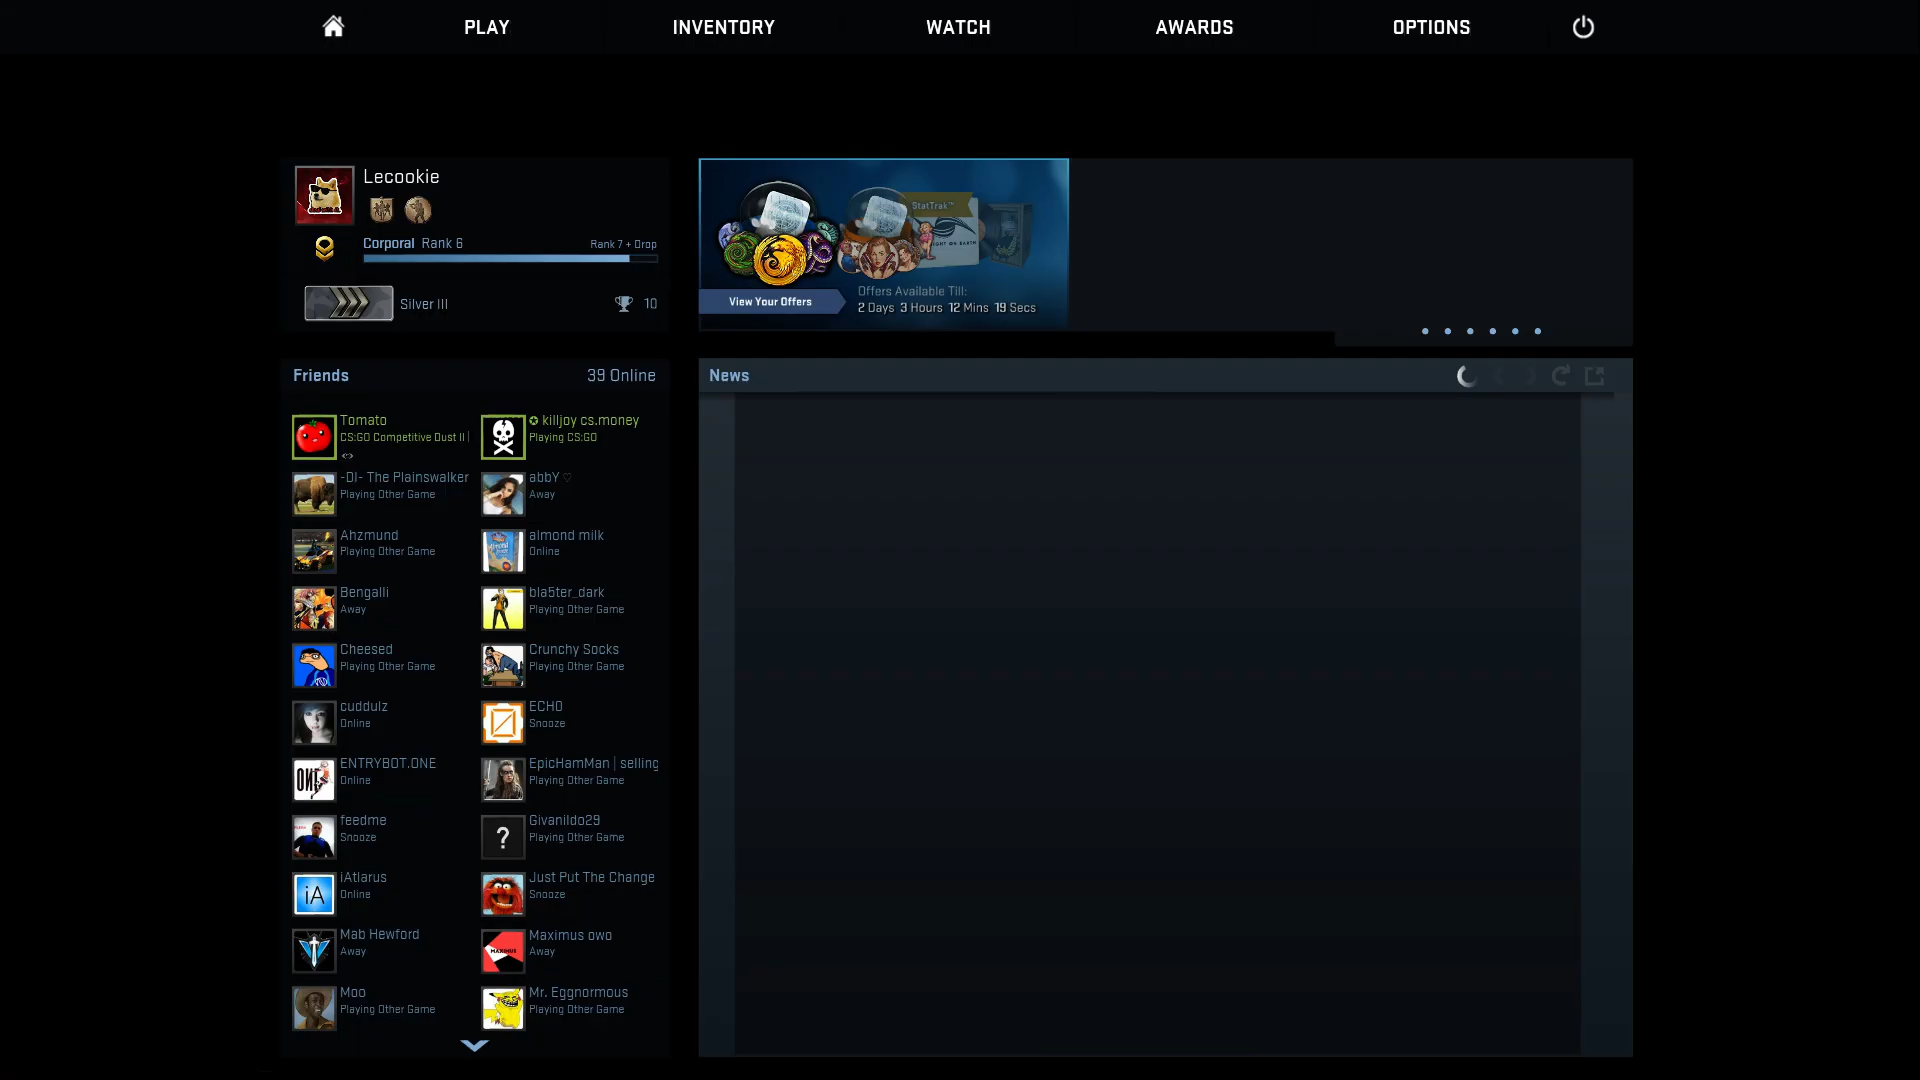 PLAY
INVENTORY
WATCH
AWARDS
OPTIONS
Lecookie
Corporal Rank 6
Rank 7 + Drop
Silver III
10
StatTrak™
View Your Offers
Offers Available Till:
2 Days 3 Hours 12 Mins 19 Secs
Friends
39 Online
News
Tomato
CS:GO Competitive Dust II |
✪ killjoy cs.money
Playing CS:GO
-DI- The Plainswalker
Playing Other Game
abbY ♡
Away
Ahzmund
Playing Other Game
almond milk
Online
Bengalli
Away
bla5ter_dark
Playing Other Game
Cheesed
Playing Other Game
Crunchy Socks
Playing Other Game
cuddulz
Online
ECHO
Snooze
ENTRYBOT.ONE
Online
EpicHamMan | selling
Playing Other Game
feedme
Snooze
?
Givanildo29
Playing Other Game
iA
iAtlarus
Online
Just Put The Change
Snooze
Mab Hewford
Away
MAXIMUS
Maximus owo
Away
Moo
Playing Other Game
Mr. Eggnormous
Playing Other Game